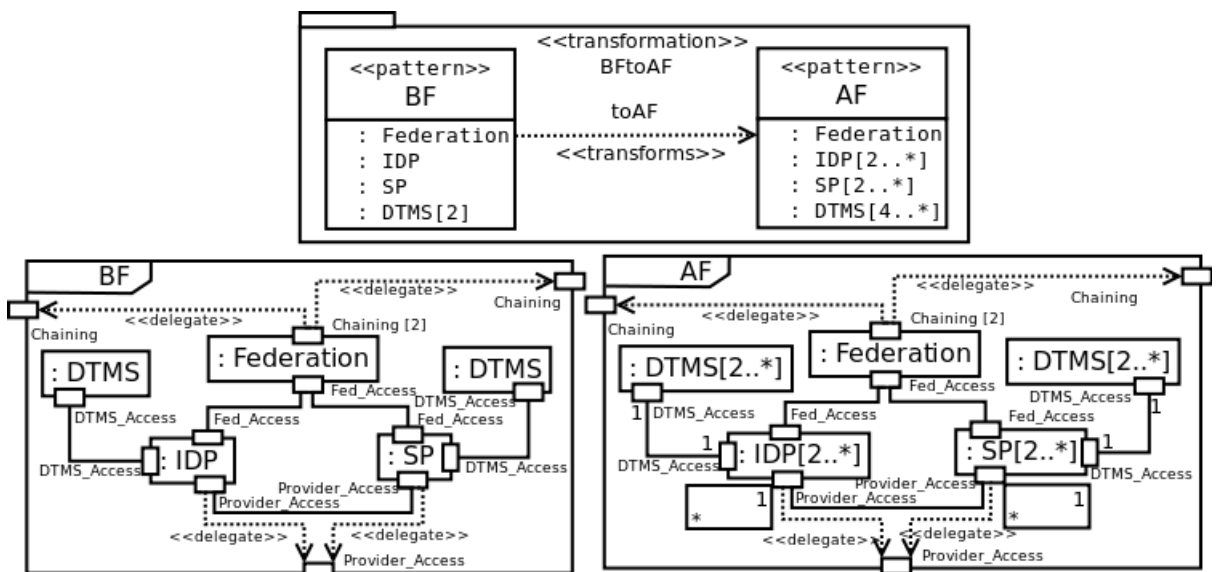 <<transformation>>
BFtoAF
<<pattern>>
BF
: Federation
: IDP
: SP
: DTMS[2]
toAF
<<transforms>>
<<pattern>>
AF
: Federation
: IDP[2..*]
: SP[2..*]
: DTMS[4..*]
BF
<<delegate>>
Chaining
<<delegate>>
Chaining
Chaining [2]
: Federation
: DTMS
: DTMS
Fed_Access
DTMS_Access
DTMS_Access
Fed_Access
Fed_Access
: IDP
: SP
DTMS_Access
DTMS_Access
Provider_Access
Provider_Access
<<delegate>>
<<delegate>>
Provider_Access
AF
<<delegate>>
Chaining
<<delegate>>
Chaining
Chaining [2]
: Federation
: DTMS[2..*]
: DTMS[2..*]
Fed_Access
DTMS_Access
1
DTMS_Access
1
Fed_Access
Fed_Access
1
: IDP[2..*]
: SP[2..*]
1
DTMS_Access
DTMS_Access
Provider_Access
Provider_Access
1
*
1
*
<<delegate>>
<<delegate>>
Provider_Access